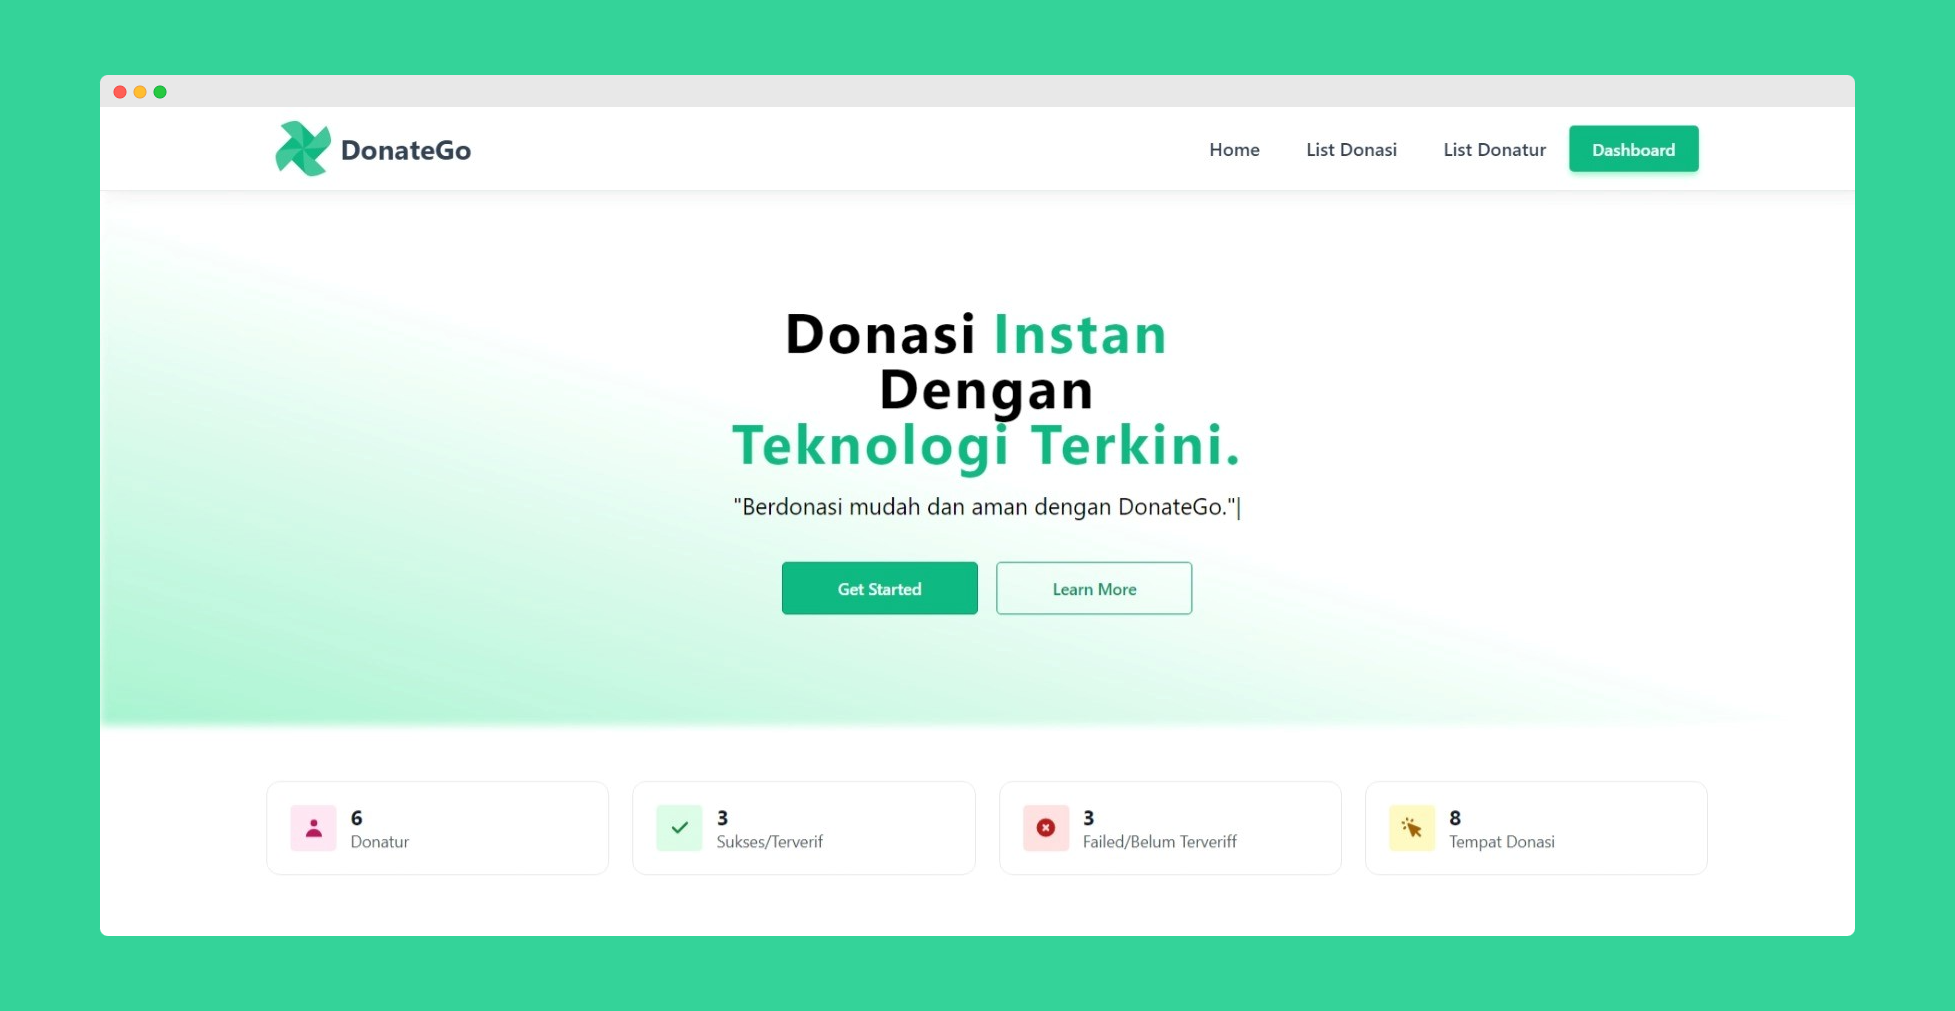 DonateGo
Home
List Donasi
List Donatur
Dashboard
Donasi Instan
Dengan
Teknologi Terkini.
"Berdonasi mudah dan aman dengan DonateGo."|
Get Started
Learn More
6
Donatur
3
Sukses/Terverif
3
Failed/Belum Terveriff
8
Tempat Donasi